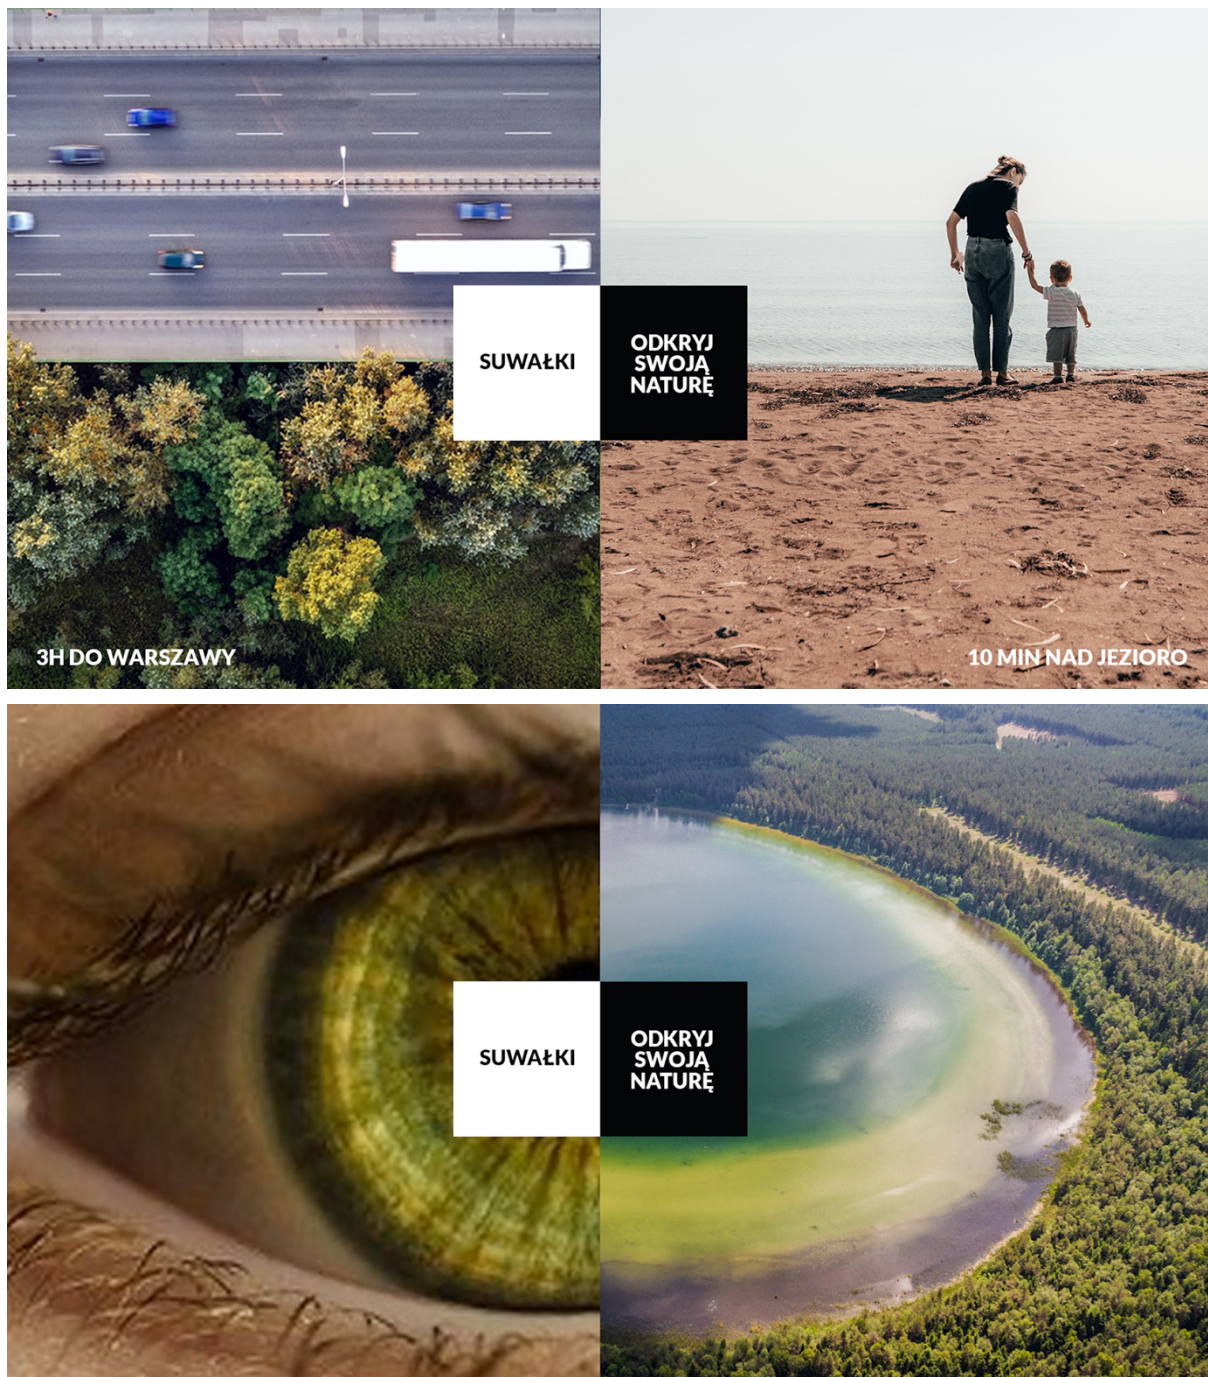 SUWAŁKI
ODKRYJ
SWOJĄ
NATURĘ
3H DO WARSZAWY
10 MIN NAD JEZIORO
SUWAŁKI
ODKRYJ
SWOJĄ
NATURĘ